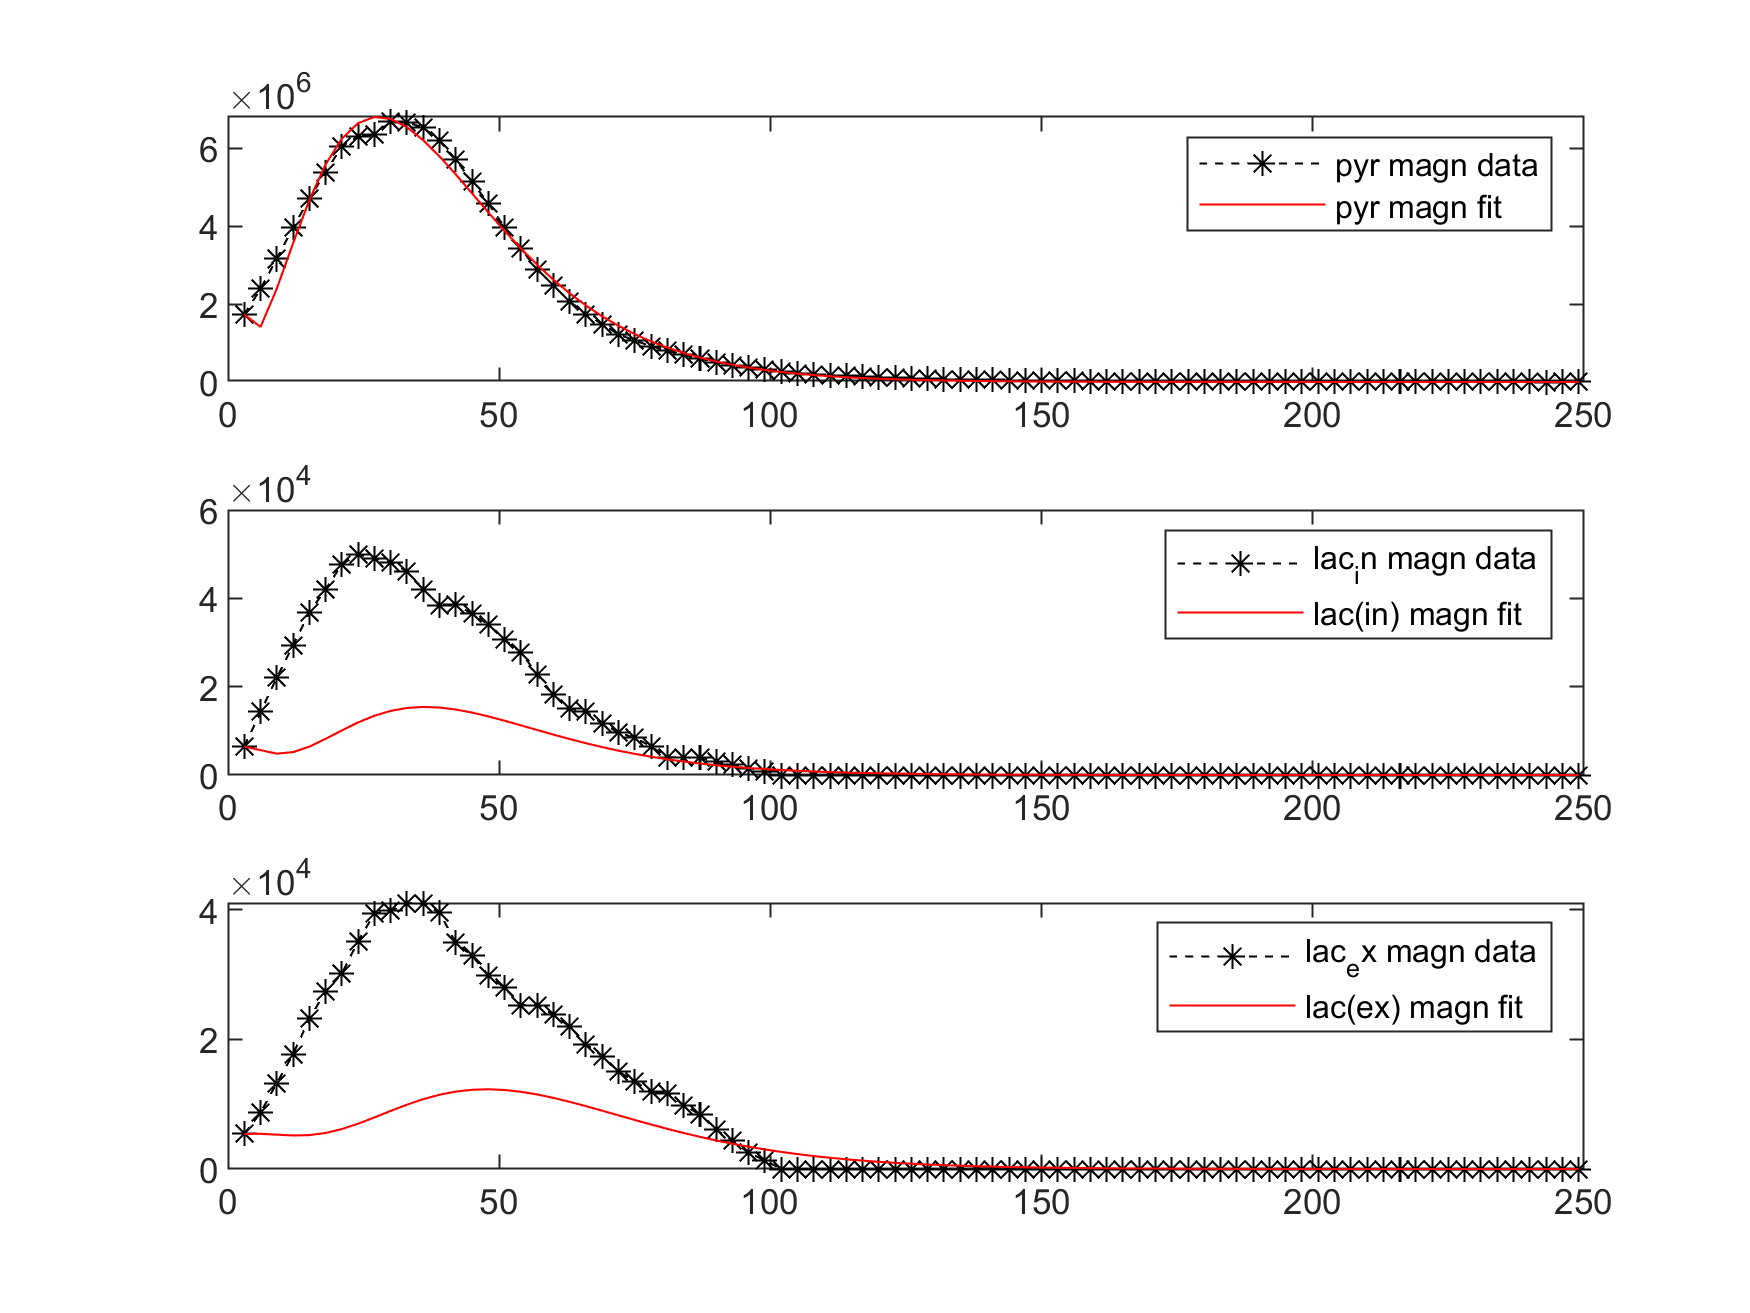 ×10^6
6
4
2
0
0 50 100 150 200 250
pyr magn data
pyr magn fit
×10^4
6
4
2
0
0 50 100 150 200 250
lac_in magn data
lac(in) magn fit
×10^4
4
2
0
0 50 100 150 200 250
lac_ex magn data
lac(ex) magn fit